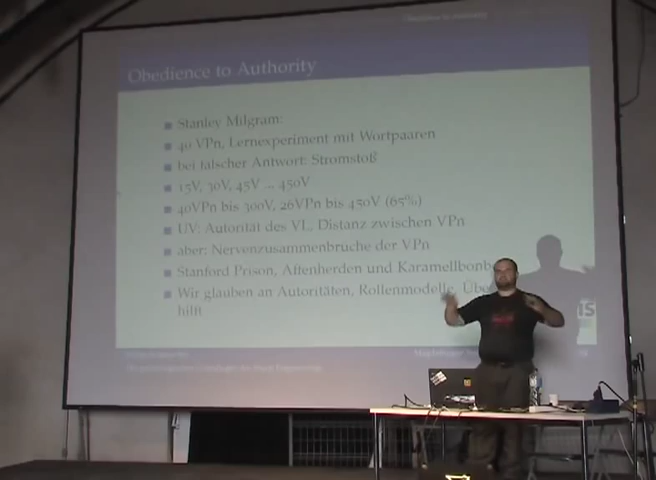 Obedience to Authority
Stanley Milgram:
40 VPn, Lernexperiment mit Wortpaaren
bei falscher Antwort: Stromstoß
15V, 30V, 45V ... 450V
40VPn bis 300V, 26VPn bis 450V (65%)
UV: Autorität des VL, Distanz zwischen VPn
aber: Nervenzusammenbrüche der VPn
Stanford Prison, Affenherden und Karamellbonb
Wir glauben an Autoritäten, Rollenmodelle, Übe
hilft